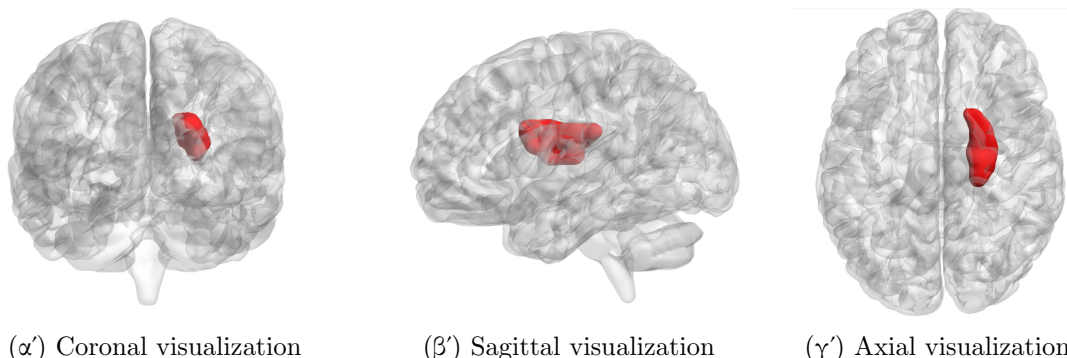 (α′) Coronal visualization
(β′) Sagittal visualization
(γ′) Axial visualization